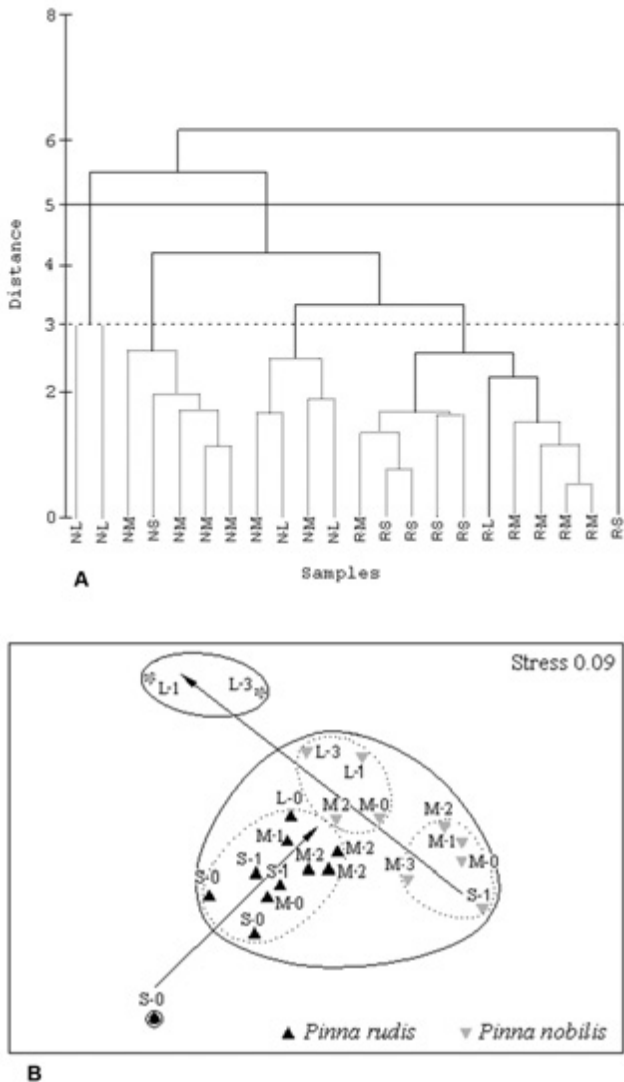 8
6
5
4
3
2
0
Distance
N-L N-L N-M N-S N-M N-M N-M N-M N-L N-M N-L R-M R-S R-S R-S R-S R-L R-M R-M R-M R-M R-S
A
Samples
Stress 0.09
L-1 L-3
L-3
L-1
L-0 M-2 M-0 M-2
M-1 M-1
M-2 M-2 M-3 M-0
S-0 S-1 S-1 M-2 S-1
M-0
S-0
S-0
Pinna rudis Pinna nobilis
B